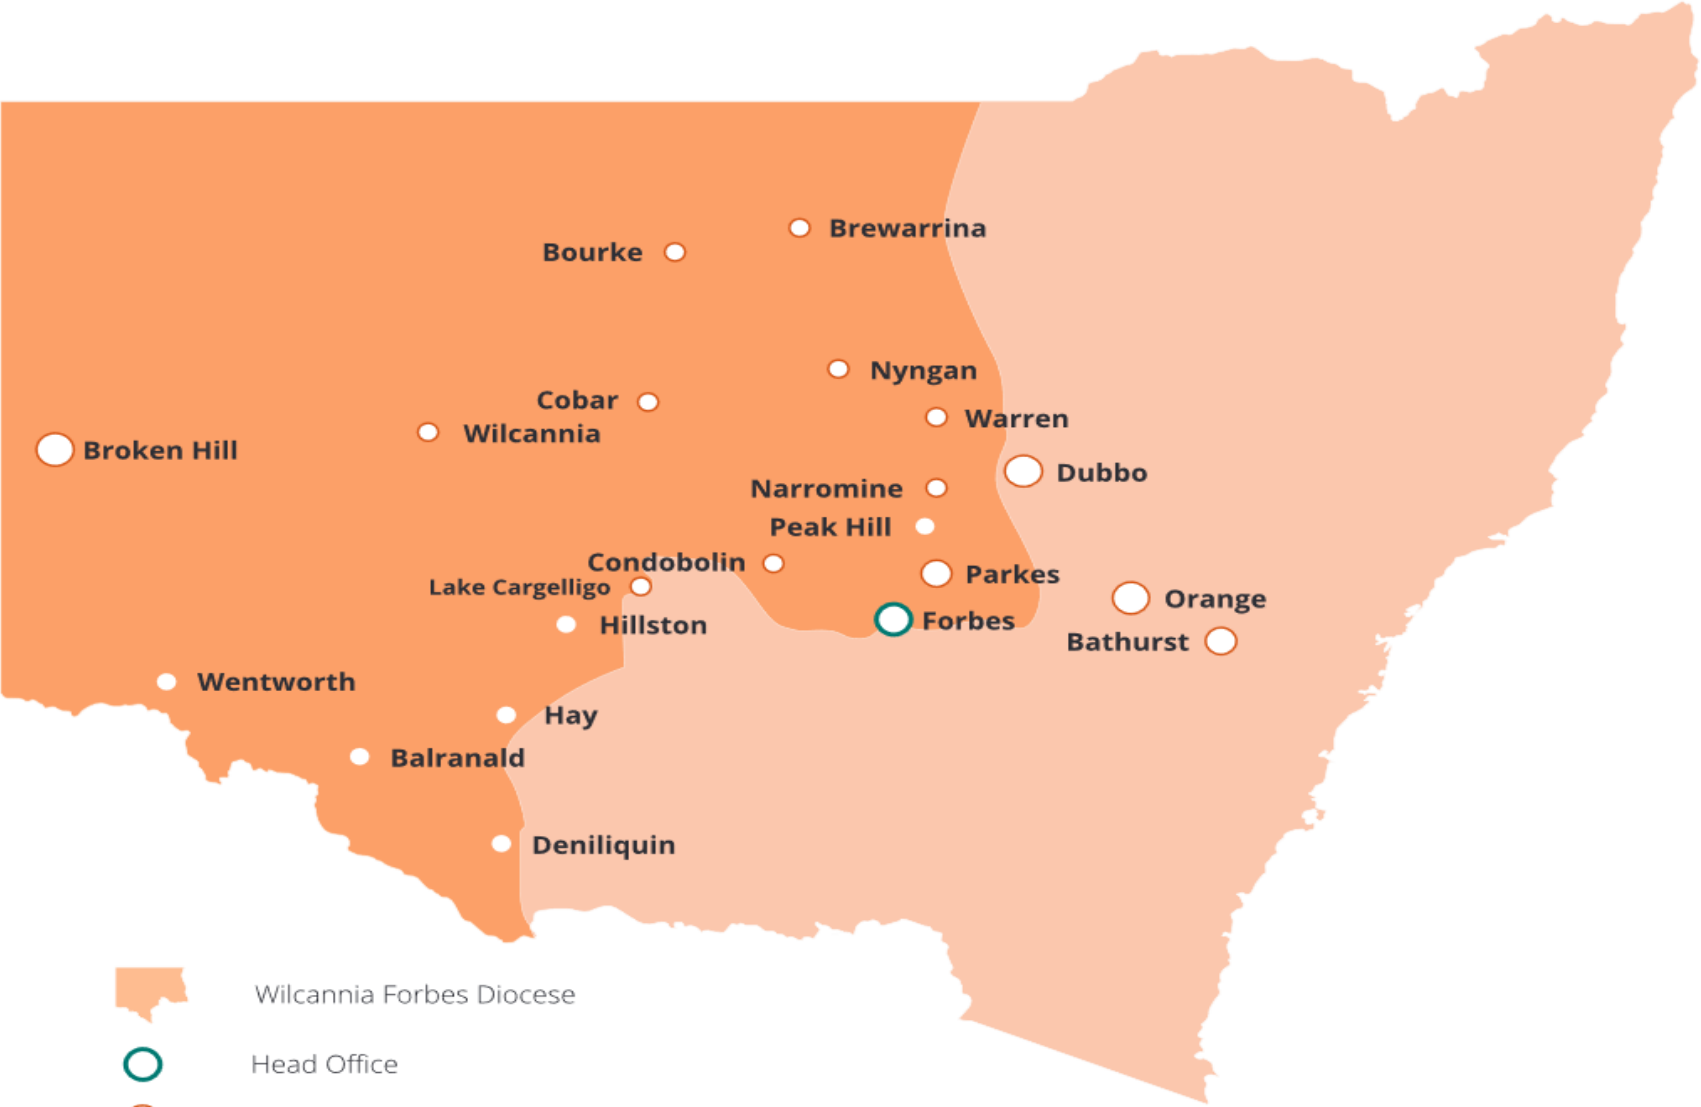 Brewarrina
Bourke
Nyngan
Cobar
Warren
Wilcannia
Broken Hill
Dubbo
Narromine
Peak Hill
Condobolin
Parkes
Lake Cargelligo
Orange
Forbes
Hillston
Bathurst
Wentworth
Hay
Balranald
Deniliquin
Wilcannia Forbes Diocese
Head Office